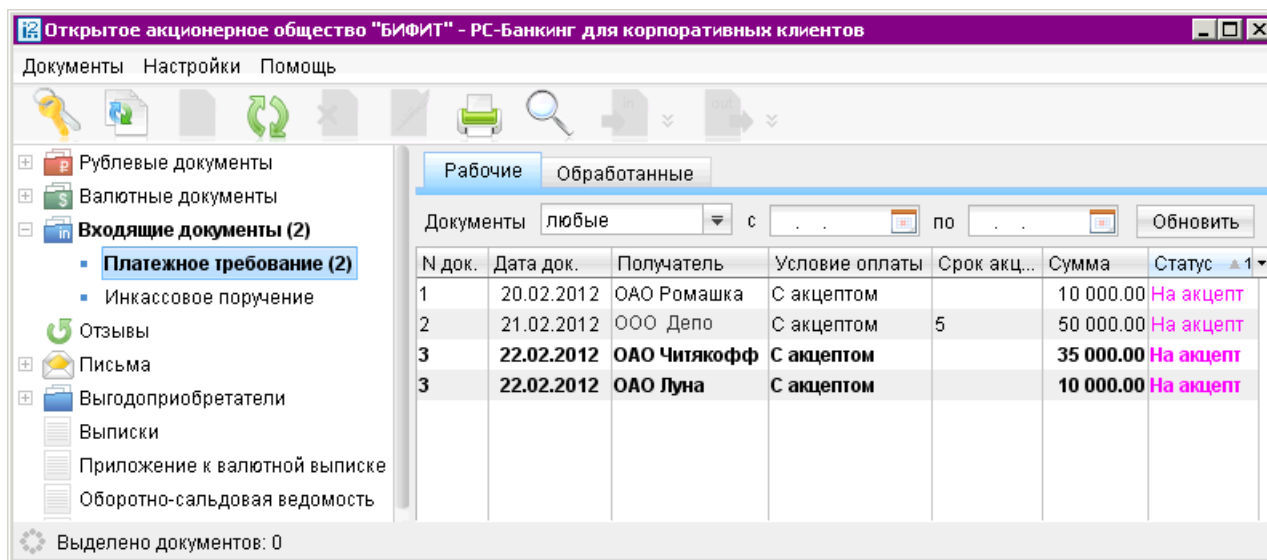 Открытое акционерное общество "БИФИТ" - РС-Банкинг для корпоративных клиентов
Документы Настройки Помощь
in out
Рублевые документы
Валютные документы
Входящие документы (2)
Платежное требование (2)
Инкассовое поручение
Отзывы
Письма
Выгодоприобретатели
Выписки
Приложение к валютной выписке
Оборотно-сальдовая ведомость
Рабочие Обработанные
Документы любые с . . по . . Обновить
N док. Дата док. Получатель Условие оплаты Срок акц... Сумма Статус 1
1 20.02.2012 ОАО Ромашка С акцептом 10 000.00 На акцепт
2 21.02.2012 ООО Депо С акцептом 5 50 000.00 На акцепт
3 22.02.2012 ОАО Читякофф С акцептом 35 000.00 На акцепт
3 22.02.2012 ОАО Луна С акцептом 10 000.00 На акцепт
Выделено документов: 0